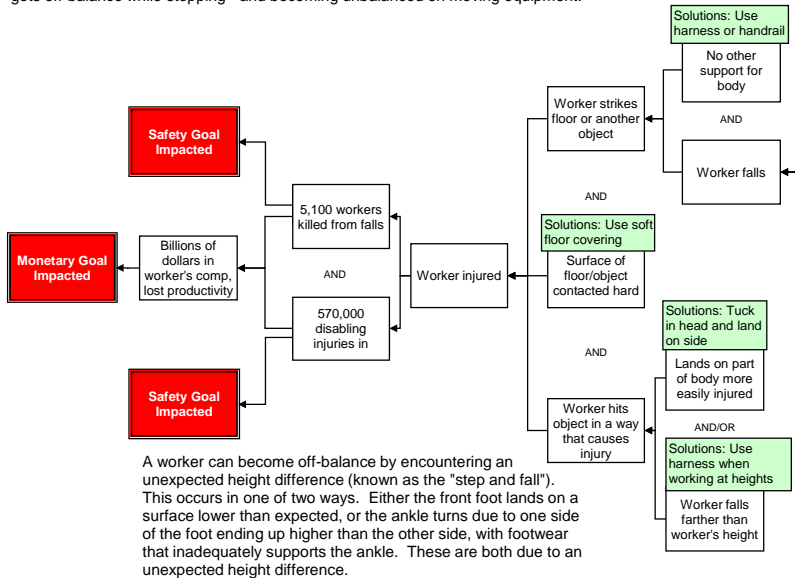 gets off-balance while stepping - and becoming unbalanced on moving equipment.
Solutions: Use
harness or handrail
No other
support for
body
Safety Goal
Impacted
Worker strikes
floor or another
object
AND
Worker falls
5,100 workers
killed from falls
AND
Solutions: Use soft
floor covering
Monetary Goal
Impacted
Billions of
dollars in
worker's comp,
lost productivity
AND
Worker injured
Surface of
floor/object
contacted hard
570,000
disabling
injuries in
Solutions: Tuck
in head and land
on side
AND
Lands on part
of body more
easily injured
Safety Goal
Impacted
Worker hits
object in a way
that causes
injury
AND/OR
Solutions: Use
harness when
working at heights
Worker falls
farther than
worker's height
A worker can become off-balance by encountering an
unexpected height difference (known as the "step and fall").
This occurs in one of two ways.  Either the front foot lands on a
surface lower than expected, or the ankle turns due to one side
of the foot ending up higher than the other side, with footwear
that inadequately supports the ankle.  These are both due to an
unexpected height difference.